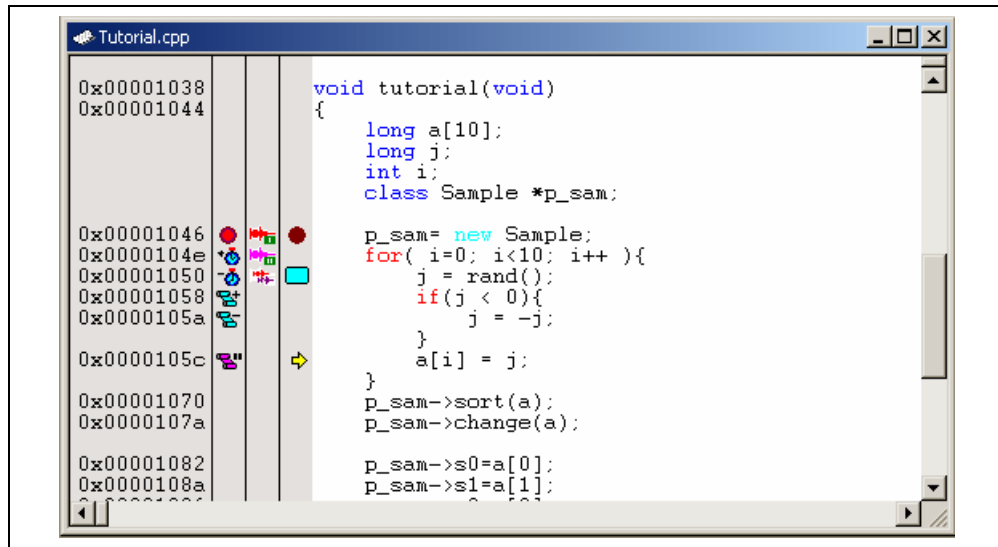 Tutorial.cpp
0x00001038 void tutorial(void)
0x00001044 {
long a[10];
long j;
int i;
class Sample *p_sam;
0x00001046 p_sam= new Sample;
0x0000104e for( i=0; i<10; i++ ){
0x00001050 j = rand();
0x00001058 if(j < 0){
0x0000105a j = -j;
}
0x0000105c a[i] = j;
}
0x00001070 p_sam->sort(a);
0x0000107a p_sam->change(a);
0x00001082 p_sam->s0=a[0];
0x0000108a p_sam->s1=a[1];